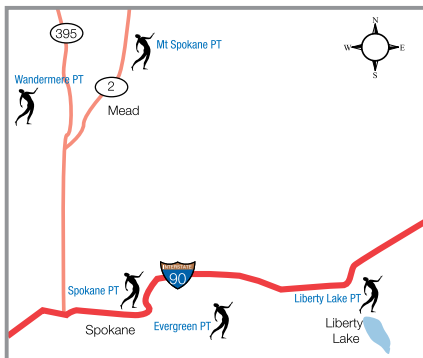 395
Mt Spokane PT
N
W E
S
Wandermere PT
2
Mead
INTERSTATE
90
Spokane PT
Liberty Lake PT
Spokane
Evergreen PT
Liberty
Lake